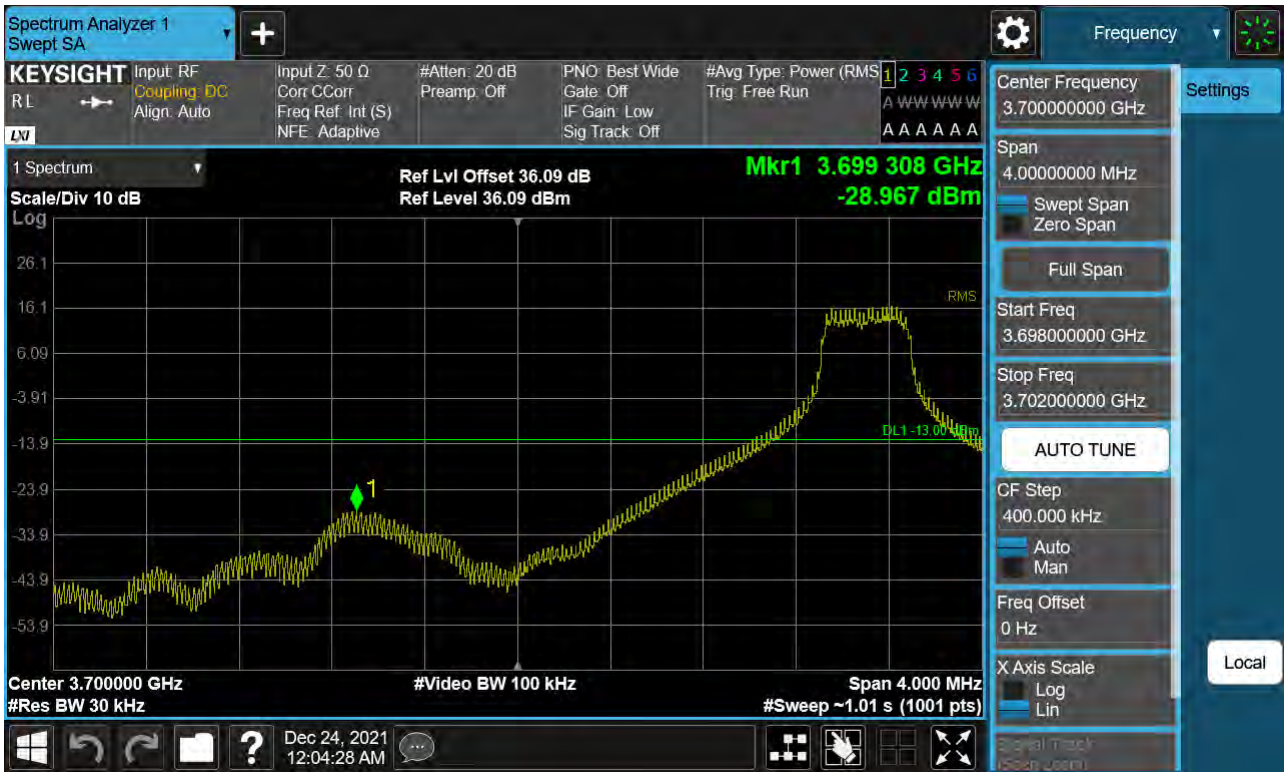 Spectrum Analyzer 1
Swept SA
+
Frequency
KEYSIGHT
RL
LXI
Input: RF
Coupling: DC
Align: Auto
Input Z: 50 Ω
Corr CCorr
Freq Ref: Int (S)
NFE: Adaptive
#Atten: 20 dB
Preamp: Off
PNO: Best Wide
Gate: Off
IF Gain: Low
Sig Track: Off
#Avg Type: Power (RMS
Trig: Free Run
1 2 3 4 5 6
A W W W W W
A A A A A A
1 Spectrum
Scale/Div 10 dB
Log
Ref Lvl Offset 36.09 dB
Ref Level 36.09 dBm
Mkr1 3.699 308 GHz
-28.967 dBm
26.1
16.1
6.09
-3.91
-13.9
-23.9
-33.9
-43.9
-53.9
RMS
DL1 -13.00 dBm
1
Center 3.700000 GHz
#Res BW 30 kHz
#Video BW 100 kHz
Span 4.000 MHz
#Sweep ~1.01 s (1001 pts)
Center Frequency
3.700000000 GHz
Span
4.00000000 MHz
Swept Span
Zero Span
Full Span
Start Freq
3.698000000 GHz
Stop Freq
3.702000000 GHz
AUTO TUNE
CF Step
400.000 kHz
Auto
Man
Freq Offset
0 Hz
X Axis Scale
Log
Lin
Signal Track
(Span Zoom)
Settings
Local
?
Dec 24, 2021
12:04:28 AM